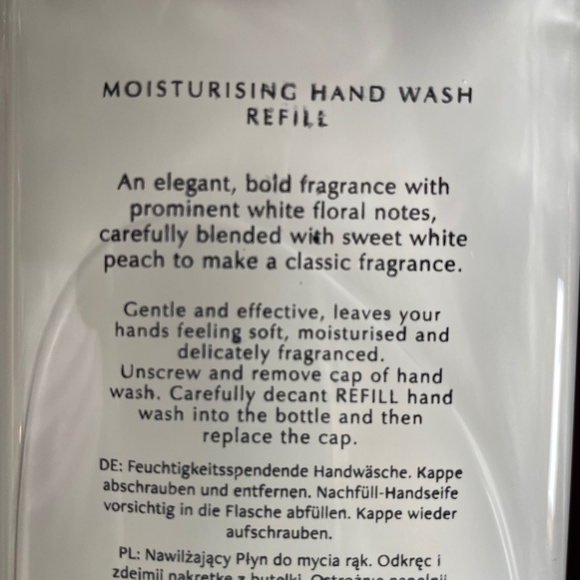 MOISTURISING HAND WASH
REFILL
An elegant, bold fragrance with
prominent white floral notes,
carefully blended with sweet white
peach to make a classic fragrance.
Gentle and effective, leaves your
hands feeling soft, moisturised and
delicately fragranced.
Unscrew and remove cap of hand
wash. Carefully decant REFILL hand
wash into the bottle and then
replace the cap.
DE: Feuchtigkeitsspendende Handwäsche. Kappe
abschrauben und entfernen. Nachfüll-Handseife
vorsichtig in die Flasche abfüllen. Kappe wieder
aufschrauben.
PL: Nawilżający Płyn do mycia rąk. Odkręć i
zdejmij nakrętkę z butelki. Ostrożnie